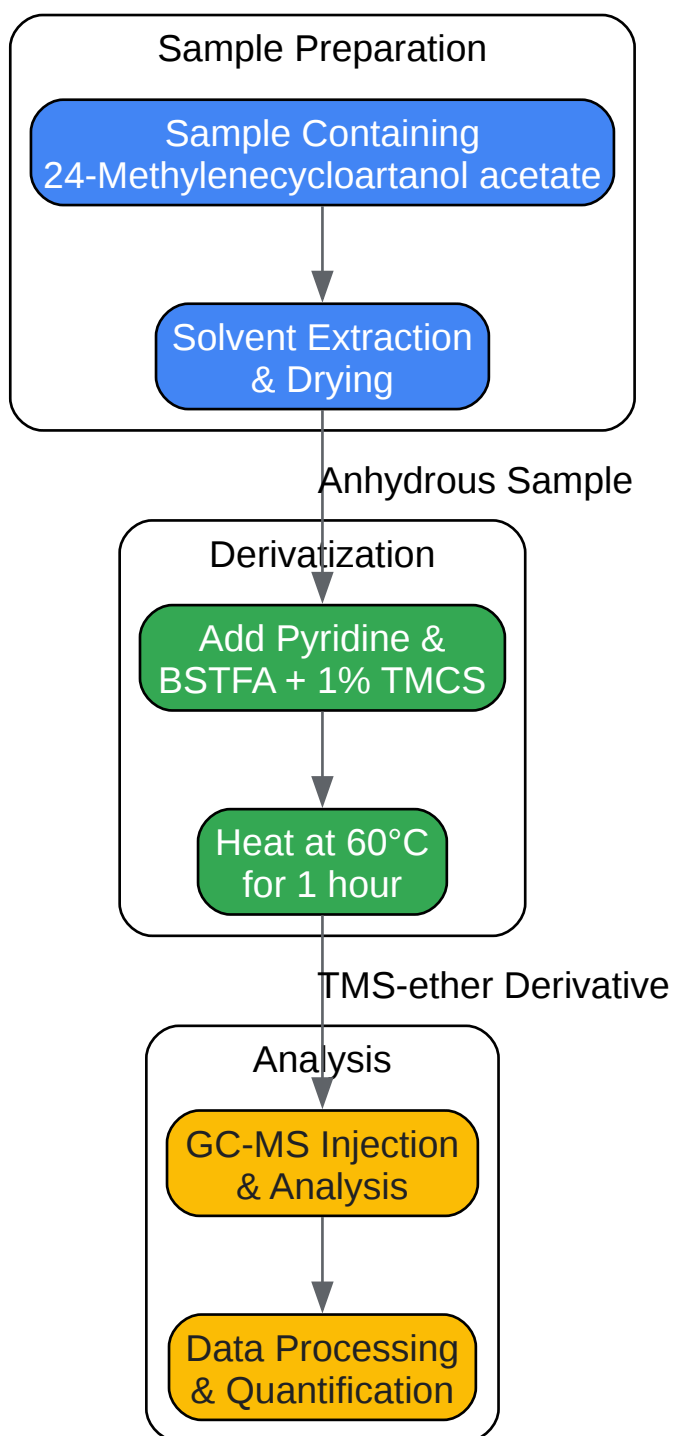 Sample Preparation
Sample Containing
24-Methylenecycloartanol acetate
Solvent Extraction
& Drying
Anhydrous Sample
Derivatization
Add Pyridine &
BSTFA + 1% TMCS
Heat at 60°C
for 1 hour
TMS-ether Derivative
Analysis
GC-MS Injection
& Analysis
Data Processing
& Quantification